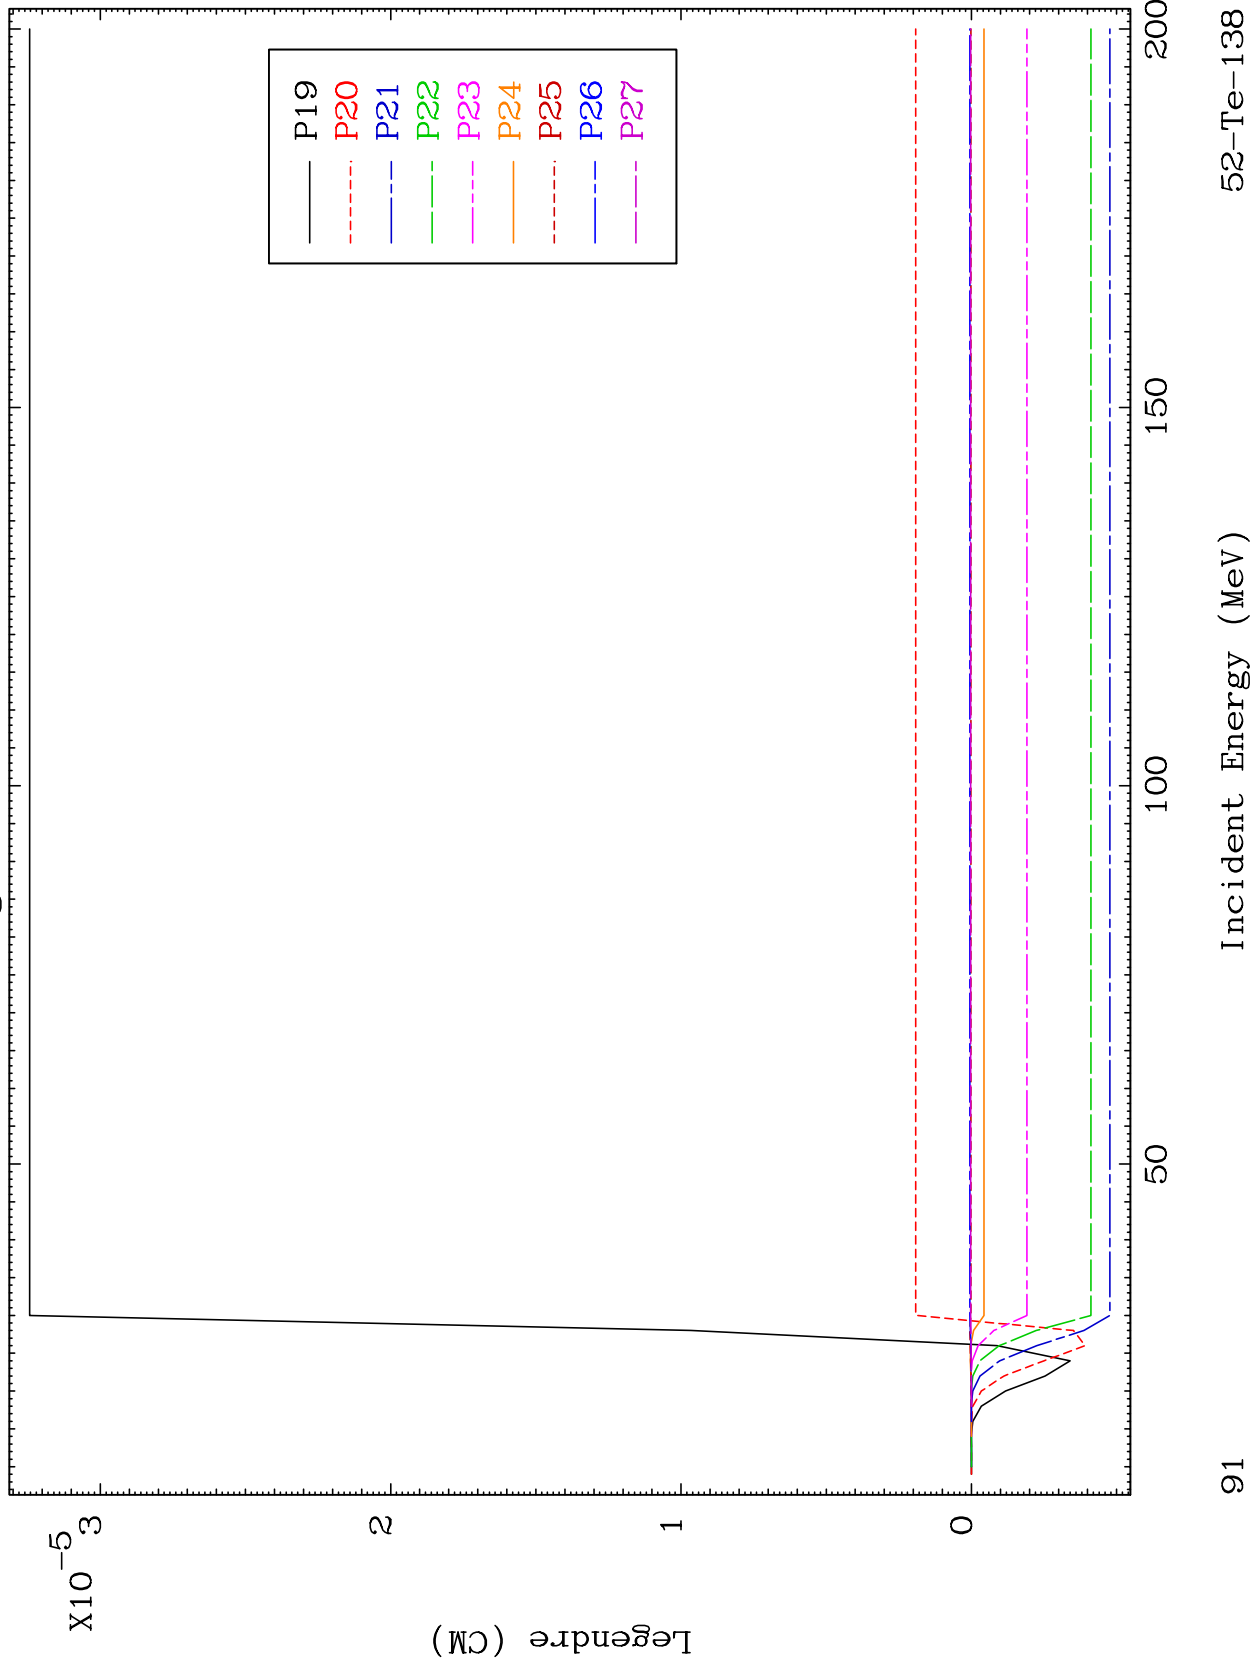 X10-5
3
2
1
0
Legendre (CM)
P19
P20
P21
P22
P23
P24
P25
P26
P27
50
100
150
200
91
Incident Energy (MeV)
52-Te-138